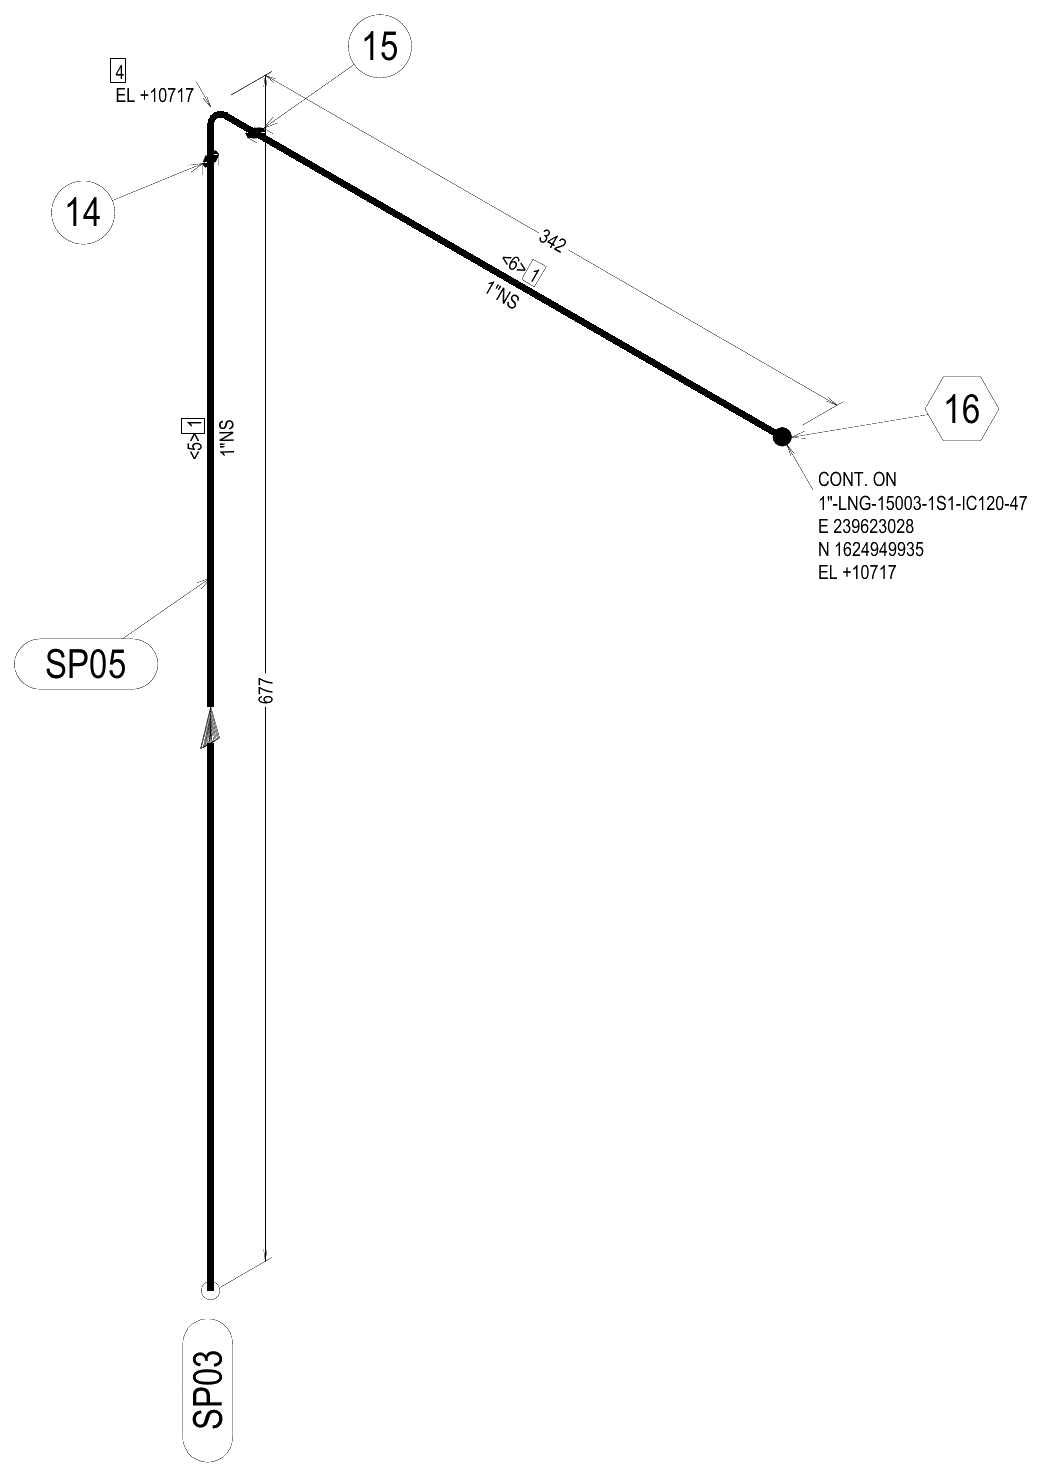 15
4
EL +10717
14
342
<6> 1
1"NS
16
<5> 1
1"NS
CONT. ON
1"-LNG-15003-1S1-IC120-47
E 239623028
N 1624949935
EL +10717
SP05
677
SP03